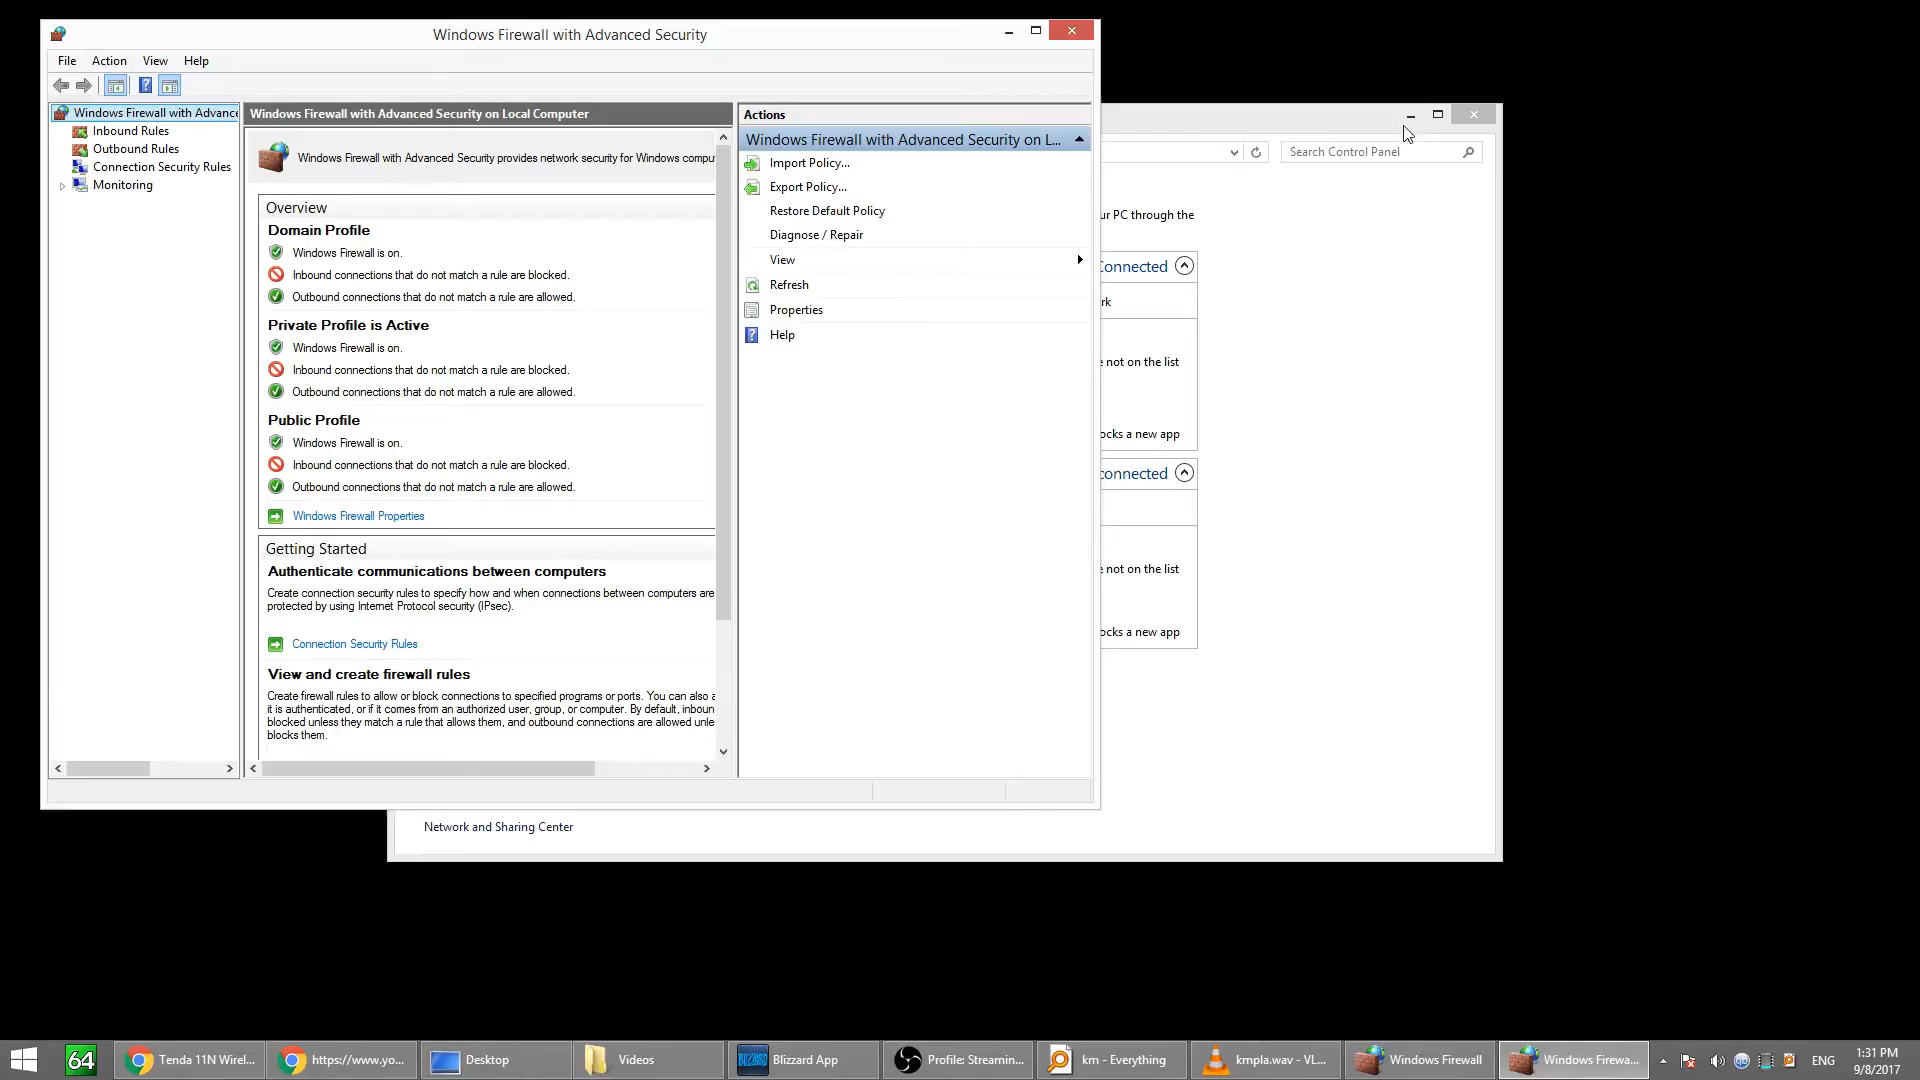 Windows Firewall with Advanced Security
File Action View Help
Windows Firewall with Advance
Inbound Rules
Outbound Rules
Connection Security Rules
Monitoring
Windows Firewall with Advanced Security on Local Computer
Windows Firewall with Advanced Security provides network security for Windows compu
Overview
Domain Profile
Windows Firewall is on.
Inbound connections that do not match a rule are blocked.
Outbound connections that do not match a rule are allowed.
Private Profile is Active
Windows Firewall is on.
Inbound connections that do not match a rule are blocked.
Outbound connections that do not match a rule are allowed.
Public Profile
Windows Firewall is on.
Inbound connections that do not match a rule are blocked.
Outbound connections that do not match a rule are allowed.
Windows Firewall Properties
Getting Started
Authenticate communications between computers
Create connection security rules to specify how and when connections between computers are
protected by using Internet Protocol security (IPsec).
Connection Security Rules
View and create firewall rules
Create firewall rules to allow or block connections to specified programs or ports. You can also a
it is authenticated, or if it comes from an authorized user, group, or computer. By default, inboun
blocked unless they match a rule that allows them, and outbound connections are allowed unle
blocks them.
Actions
Windows Firewall with Advanced Security on L...
Import Policy...
Export Policy...
Restore Default Policy
Diagnose / Repair
View
Refresh
Properties
Help
Search Control Panel
ur PC through the
Connected
rk
e not on the list
ocks a new app
connected
e not on the list
ocks a new app
Network and Sharing Center
64
Tenda 11N Wirel...
https://www.yo...
Desktop
Videos
BLIZZARD
Blizzard App
Profile: Streamin...
km - Everything
kmpla.wav - VL...
Windows Firewall
Windows Firewa...
ENG
1:31 PM
9/8/2017